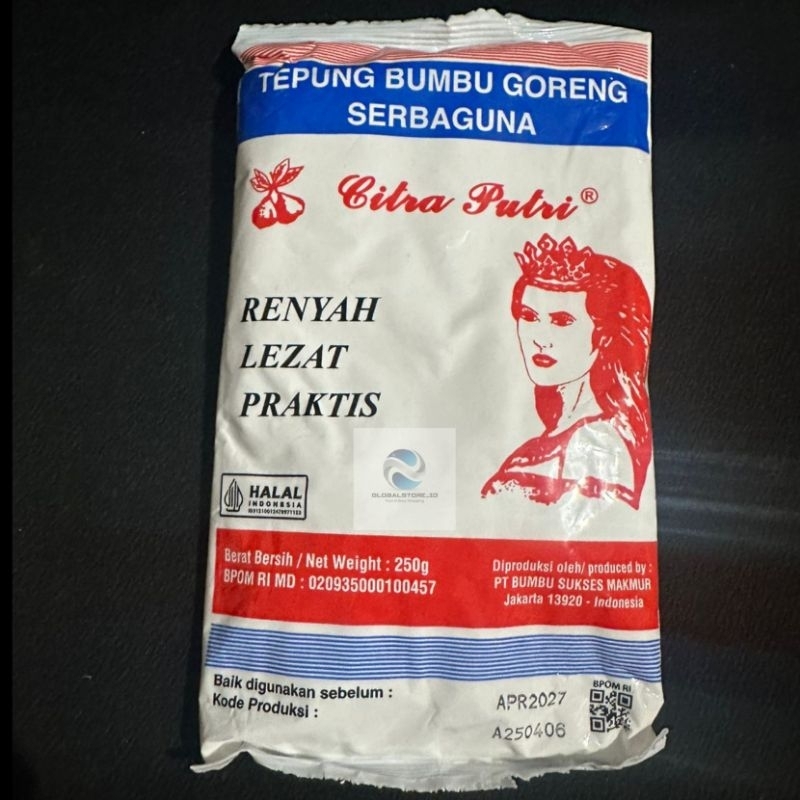 TEPUNG BUMBU GORENG
SERBAGUNA
Citra Putri ®
RENYAH
LEZAT
PRAKTIS
GLOBALSTORE.ID
HALAL
INDONESIA
Berat Bersih / Net Weight : 250g
BPOM RI MD : 020935000100457
Diproduksi oleh/ produced by :
PT BUMBU SUKSES MAKMUR
Jakarta 13920 - Indonesia
Baik digunakan sebelum :
APR2027
Kode Produksi :
A250406
BPOM RI